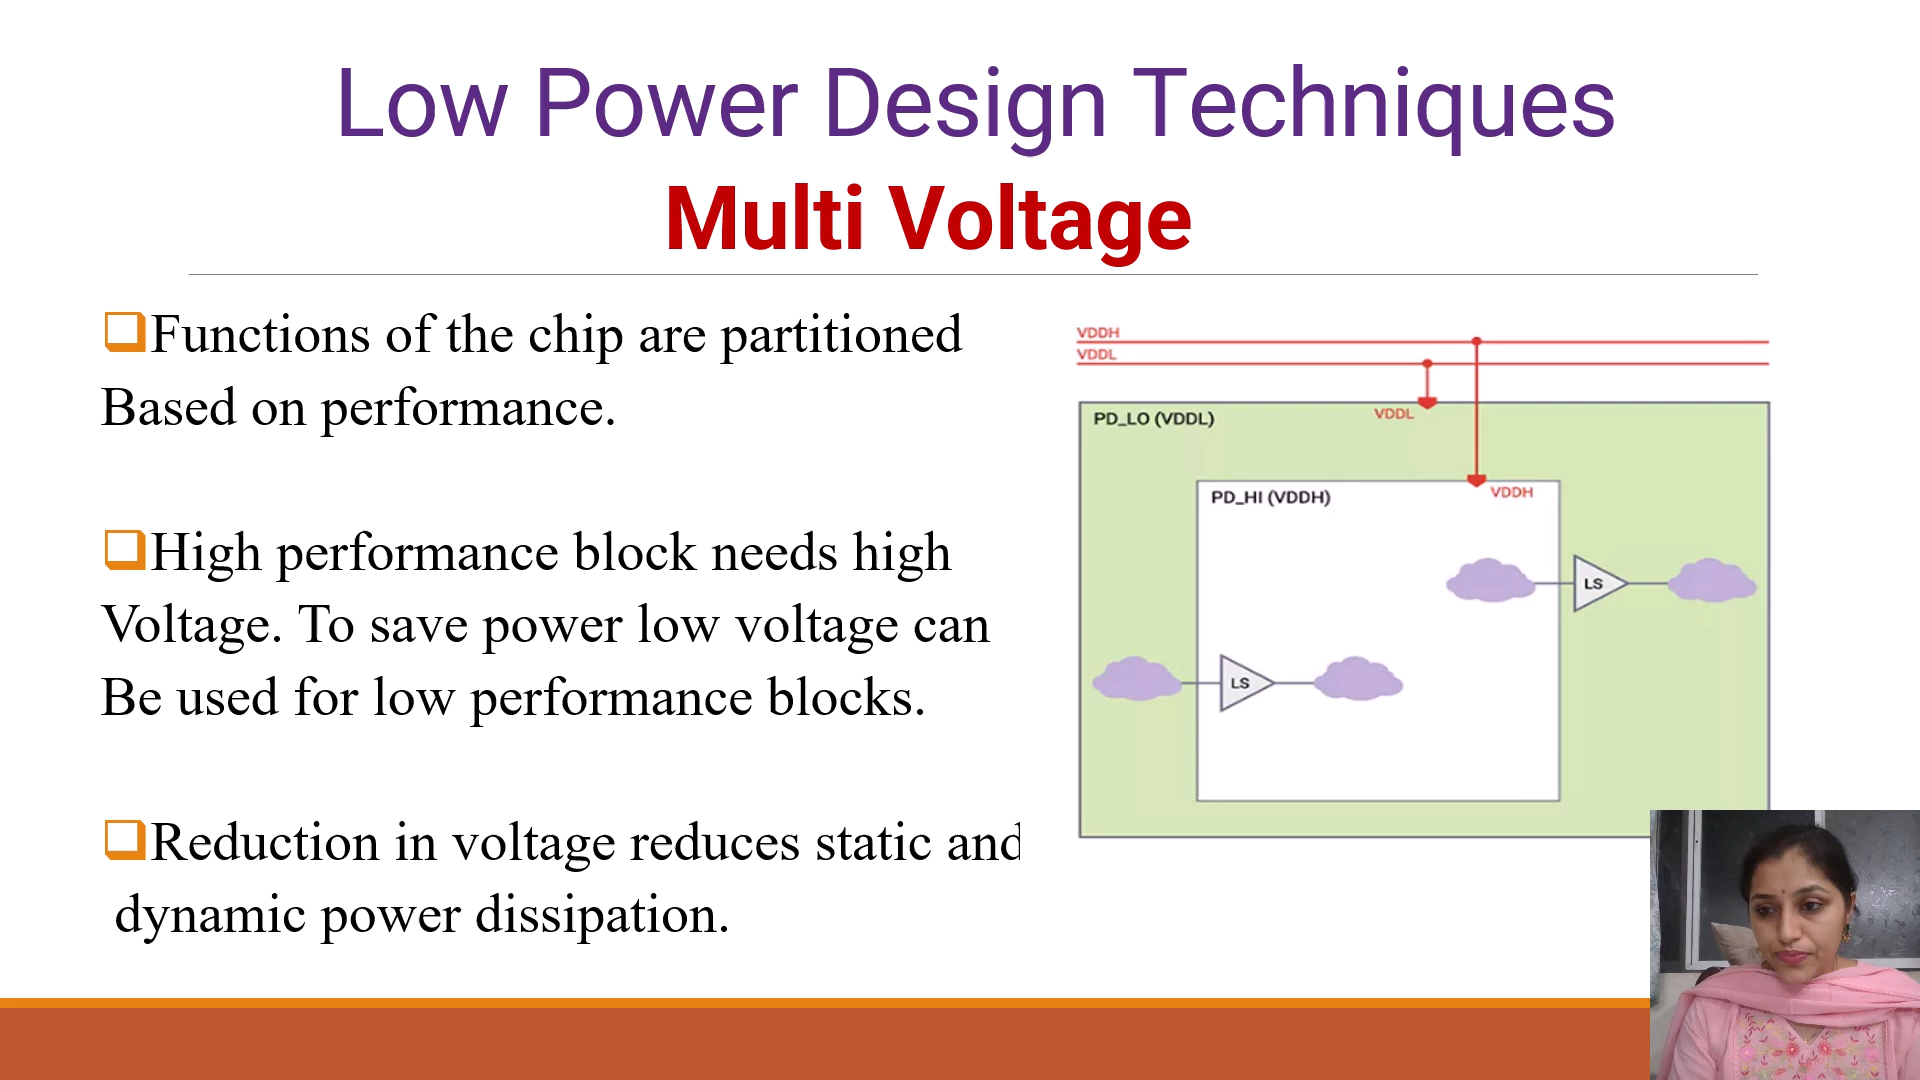 Low Power Design Techniques
Multi Voltage
Functions of the chip are partitioned
Based on performance.
High performance block needs high
Voltage. To save power low voltage can
Be used for low performance blocks.
Reduction in voltage reduces static and
dynamic power dissipation.
VDDH
VDDL
VDDL
PD_LO (VDDL)
VDDH
PD_HI (VDDH)
LS
LS